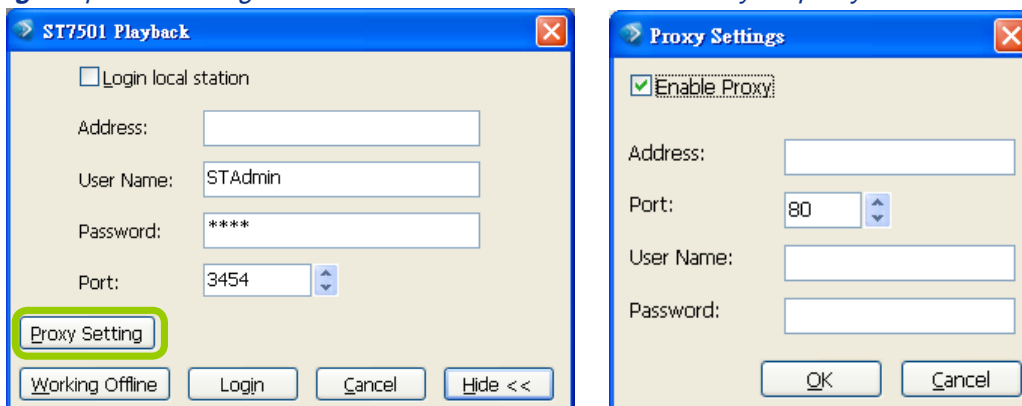 ST7501 Playback
Login local station
Address:
User Name: STAdmin
Password: ****
Port: 3454
Proxy Setting
Working Offline Login Cancel Hide <<
Proxy Settings
Enable Proxy
Address:
Port: 80
User Name:
Password:
OK Cancel